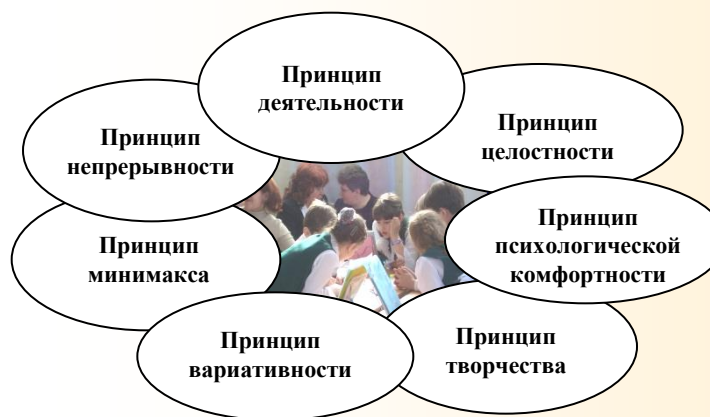 Принцип
деятельности
Принцип
непрерывности
Принцип
целостности
Принцип
минимакса
Принцип
психологической
комфортности
Принцип
вариативности
Принцип
творчества